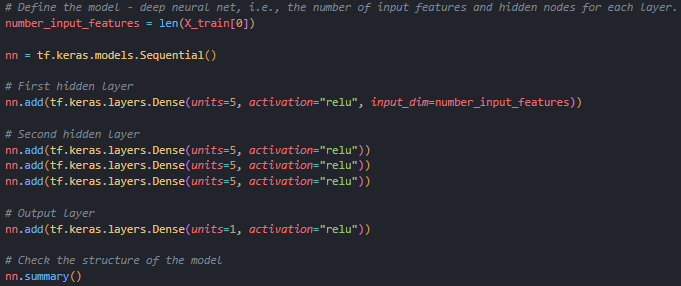 # Define the model - deep neural net, i.e., the number of input features and hidden nodes for each layer.
number_input_features = len(X_train[0])
nn = tf.keras.models.Sequential()
# First hidden layer
nn.add(tf.keras.layers.Dense(units=5, activation="relu", input_dim=number_input_features))
# Second hidden layer
nn.add(tf.keras.layers.Dense(units=5, activation="relu"))
nn.add(tf.keras.layers.Dense(units=5, activation="relu"))
nn.add(tf.keras.layers.Dense(units=5, activation="relu"))
# Output layer
nn.add(tf.keras.layers.Dense(units=1, activation="relu"))
# Check the structure of the model
nn.summary()